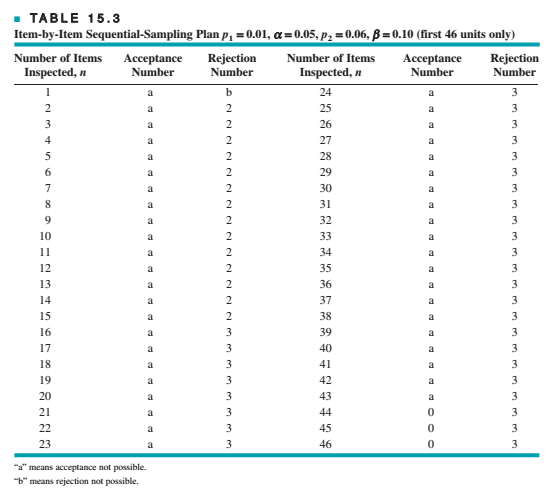 TABLE 15.3
Item-by-Item Sequential-Sampling Plan p₁ = 0.01, α = 0.05, p₂ = 0.06, β = 0.10 (first 46 units only)
Number of Items Inspected, n Acceptance Number Rejection Number Number of Items Inspected, n Acceptance Number Rejection Number
1 a b 24 a 3
2 a 2 25 a 3
3 a 2 26 a 3
4 a 2 27 a 3
5 a 2 28 a 3
6 a 2 29 a 3
7 a 2 30 a 3
8 a 2 31 a 3
9 a 2 32 a 3
10 a 2 33 a 3
11 a 2 34 a 3
12 a 2 35 a 3
13 a 2 36 a 3
14 a 2 37 a 3
15 a 2 38 a 3
16 a 3 39 a 3
17 a 3 40 a 3
18 a 3 41 a 3
19 a 3 42 a 3
20 a 3 43 a 3
21 a 3 44 0 3
22 a 3 45 0 3
23 a 3 46 0 3
“a” means acceptance not possible.
“b” means rejection not possible.